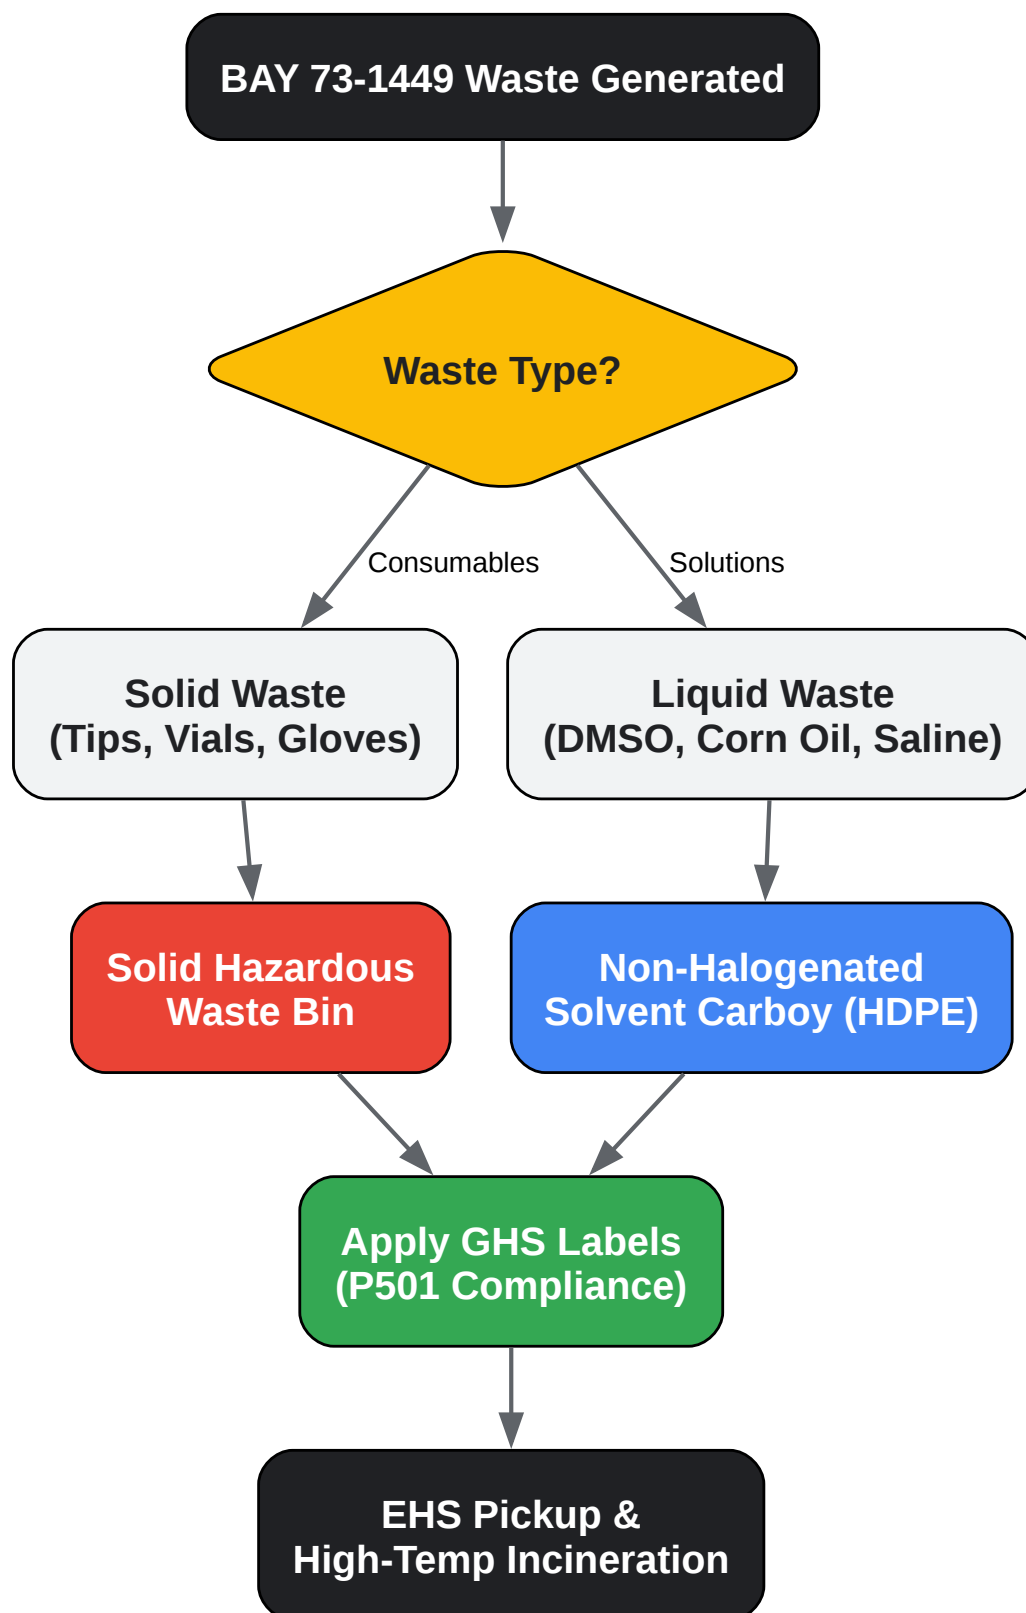 BAY 73-1449 Waste Generated
Waste Type?
Consumables
Solutions
Solid Waste
(Tips, Vials, Gloves)
Liquid Waste
(DMSO, Corn Oil, Saline)
Solid Hazardous
Waste Bin
Non-Halogenated
Solvent Carboy (HDPE)
Apply GHS Labels
(P501 Compliance)
EHS Pickup &
High-Temp Incineration